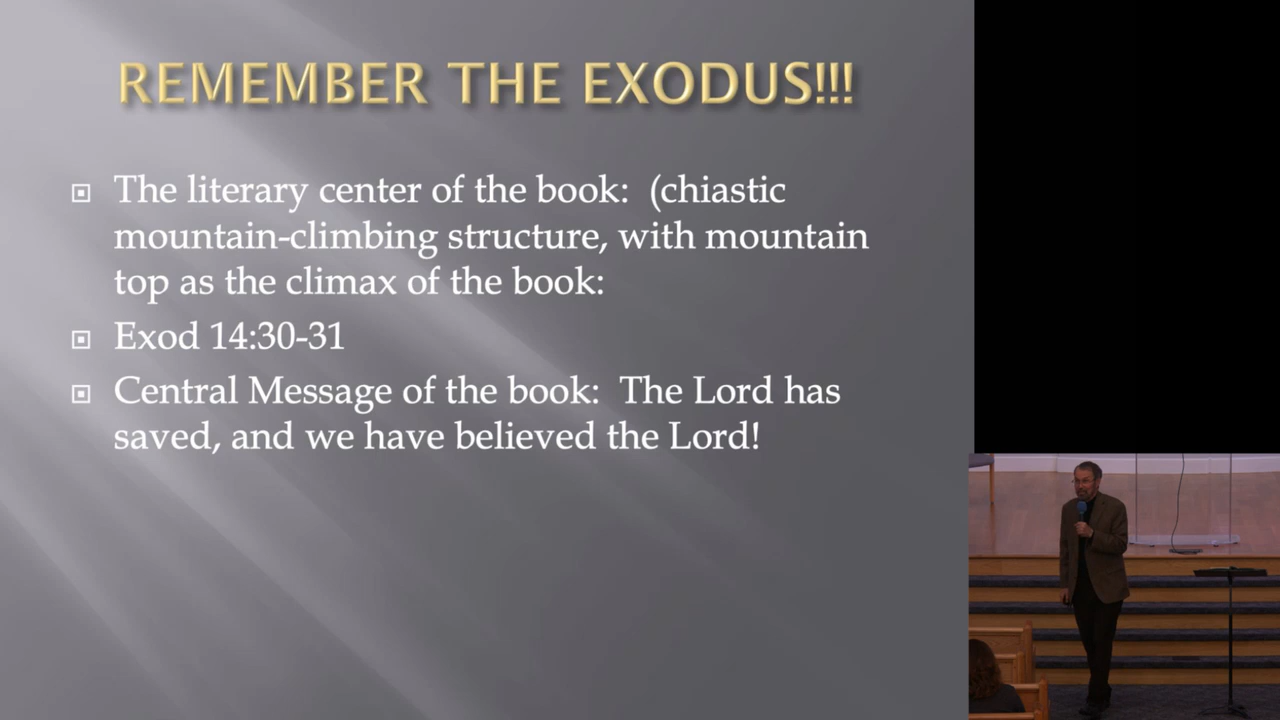 REMEMBER THE EXODUS!!!
The literary center of the book:  (chiastic
mountain-climbing structure, with mountain
top as the climax of the book:
Exod 14:30-31
Central Message of the book:  The Lord has
saved, and we have believed the Lord!